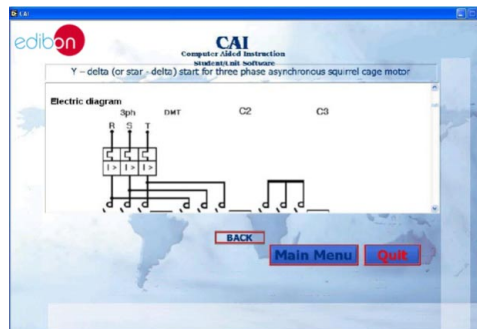 CAI
edibon
CAI
Computer Aided Instruction
Student/Unit Software
Y – delta (or star - delta) start for three phase asynchronous squirrel cage motor
Electric diagram
3ph DMT C2 C3
R S T
I > I > I >
BACK
Main Menu Quit